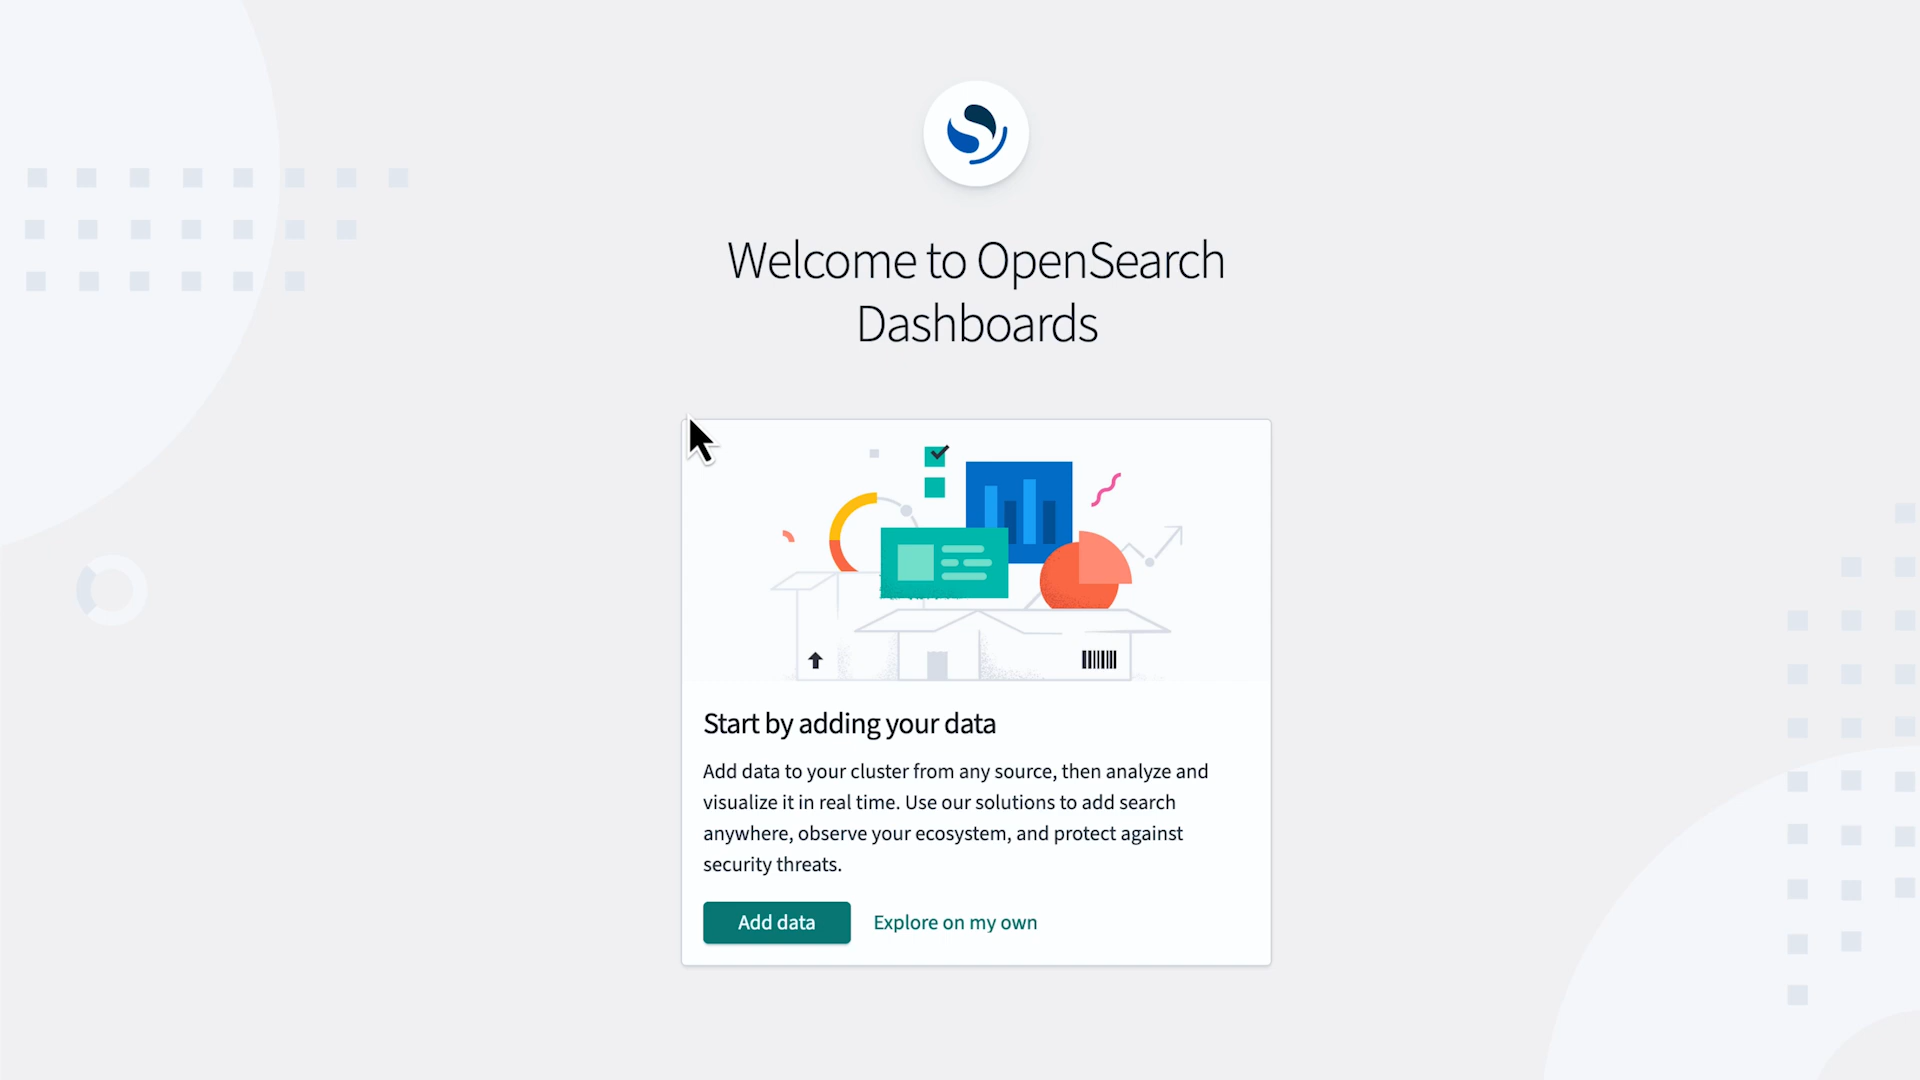 Welcome to OpenSearch
Dashboards
Start by adding your data
Add data to your cluster from any source, then analyze and
visualize it in real time. Use our solutions to add search
anywhere, observe your ecosystem, and protect against
security threats.
Add data
Explore on my own